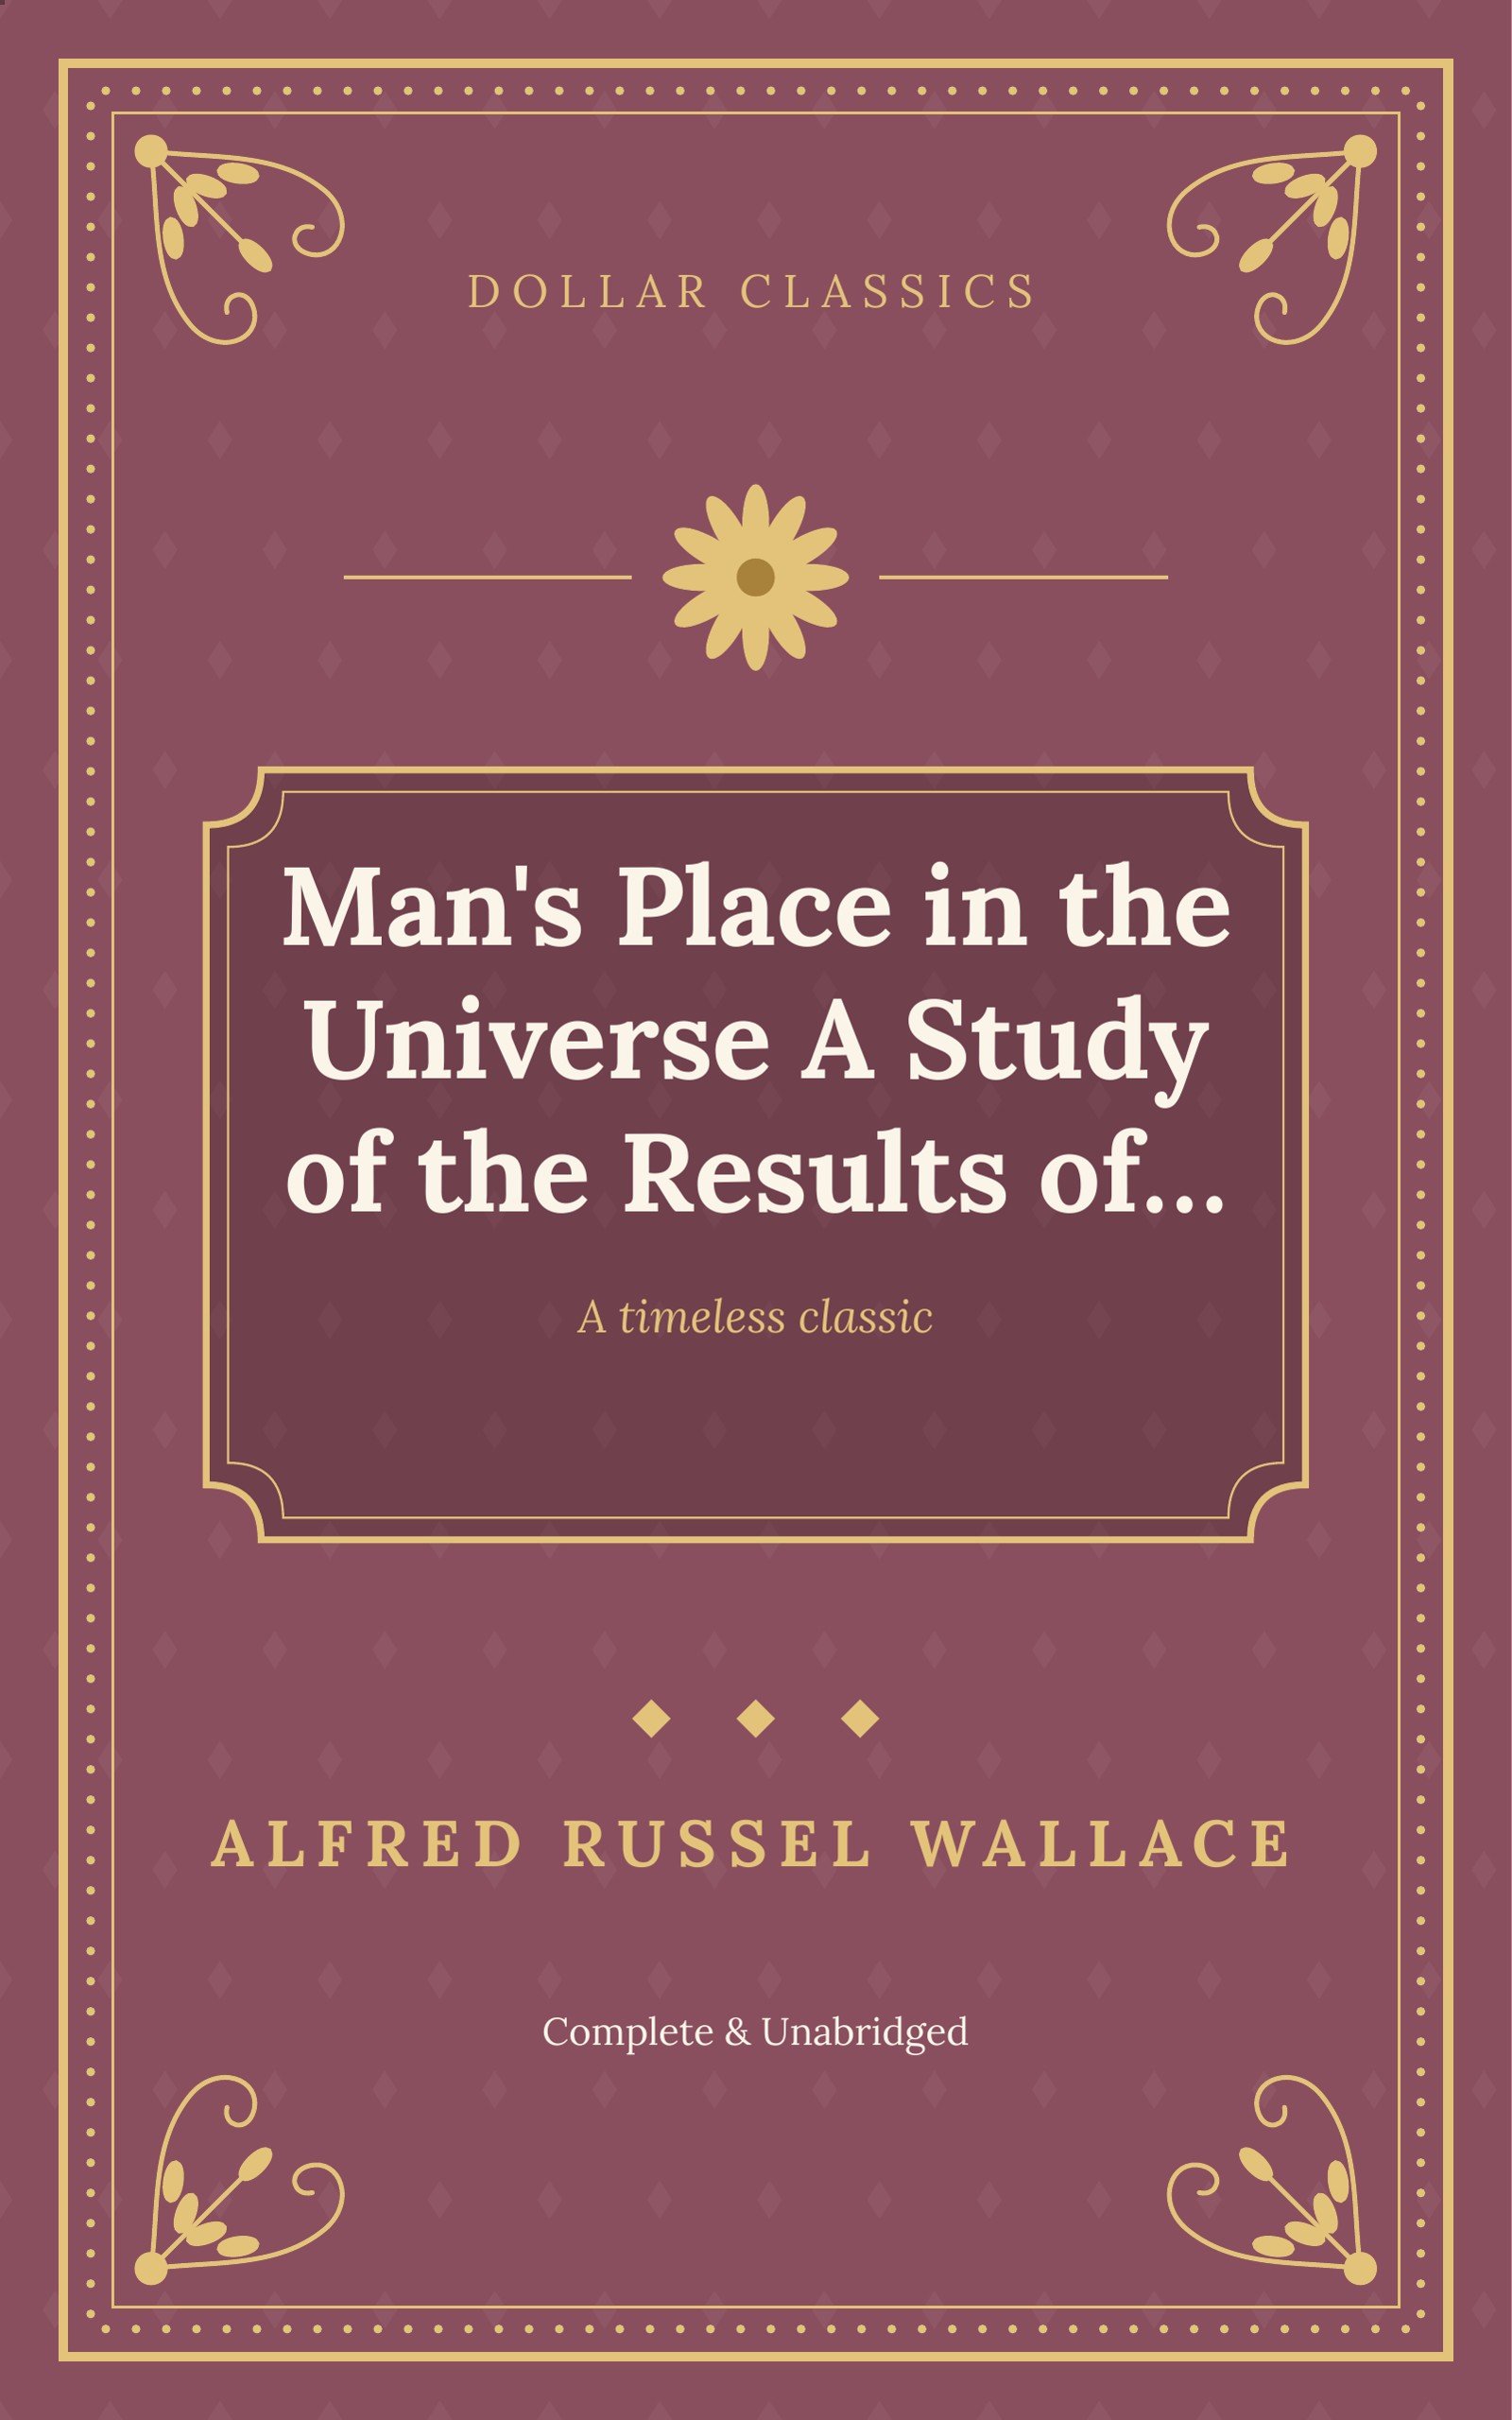 DOLLAR CLASSICS
Man's Place in the
Universe A Study
of the Results of...
A timeless classic
ALFRED RUSSEL WALLACE
Complete & Unabridged